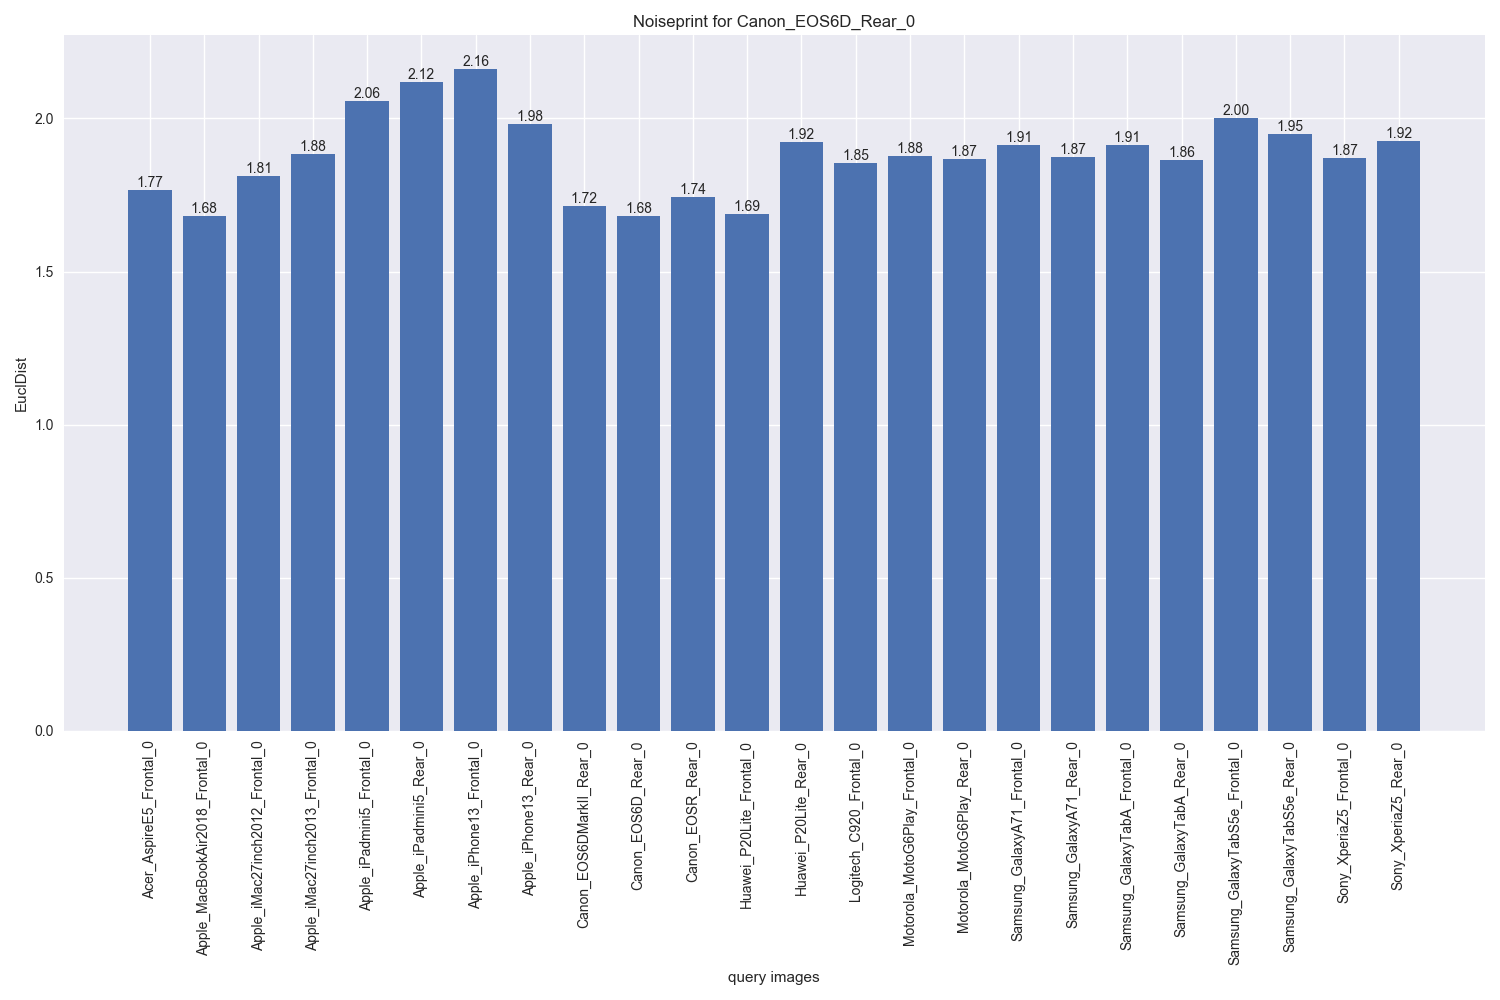 Noiseprint for Canon_EOS6D_Rear_0
EuclDist
2.0
1.5
1.0
0.5
0.0
1.77
1.68
1.81
1.88
2.06
2.12
2.16
1.98
1.72
1.68
1.74
1.69
1.92
1.85
1.88
1.87
1.91
1.87
1.91
1.86
2.00
1.95
1.87
1.92
Acer_AspireE5_Frontal_0
Apple_MacBookAir2018_Frontal_0
Apple_iMac27inch2012_Frontal_0
Apple_iMac27inch2013_Frontal_0
Apple_iPadmini5_Frontal_0
Apple_iPadmini5_Rear_0
Apple_iPhone13_Frontal_0
Apple_iPhone13_Rear_0
Canon_EOS6DMarkII_Rear_0
Canon_EOS6D_Rear_0
Canon_EOSR_Rear_0
Huawei_P20Lite_Frontal_0
Huawei_P20Lite_Rear_0
Logitech_C920_Frontal_0
Motorola_MotoG6Play_Frontal_0
Motorola_MotoG6Play_Rear_0
Samsung_GalaxyA71_Frontal_0
Samsung_GalaxyA71_Rear_0
Samsung_GalaxyTabA_Frontal_0
Samsung_GalaxyTabA_Rear_0
Samsung_GalaxyTabS5e_Frontal_0
Samsung_GalaxyTabS5e_Rear_0
Sony_XperiaZ5_Frontal_0
Sony_XperiaZ5_Rear_0
query images